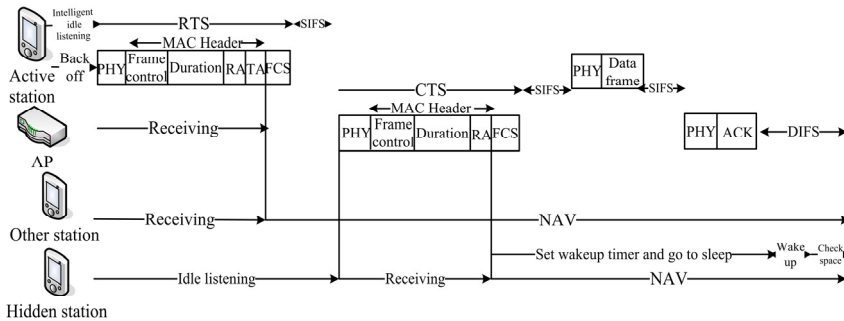 Intelligent
idle
listening
RTS
SIFS
MAC Header
Back
off
PHY
Frame
control
Duration
RA
TA
FCS
Active
station
CTS
SIFS
PHY
Data
frame
SIFS
MAC Header
Receiving
PHY
Frame
control
Duration
RA
FCS
PHY
ACK
DIFS
AP
Receiving
NAV
Other station
Set wakeup timer and go to sleep
Wake
up
Check
space
Idle listening
Receiving
NAV
Hidden station